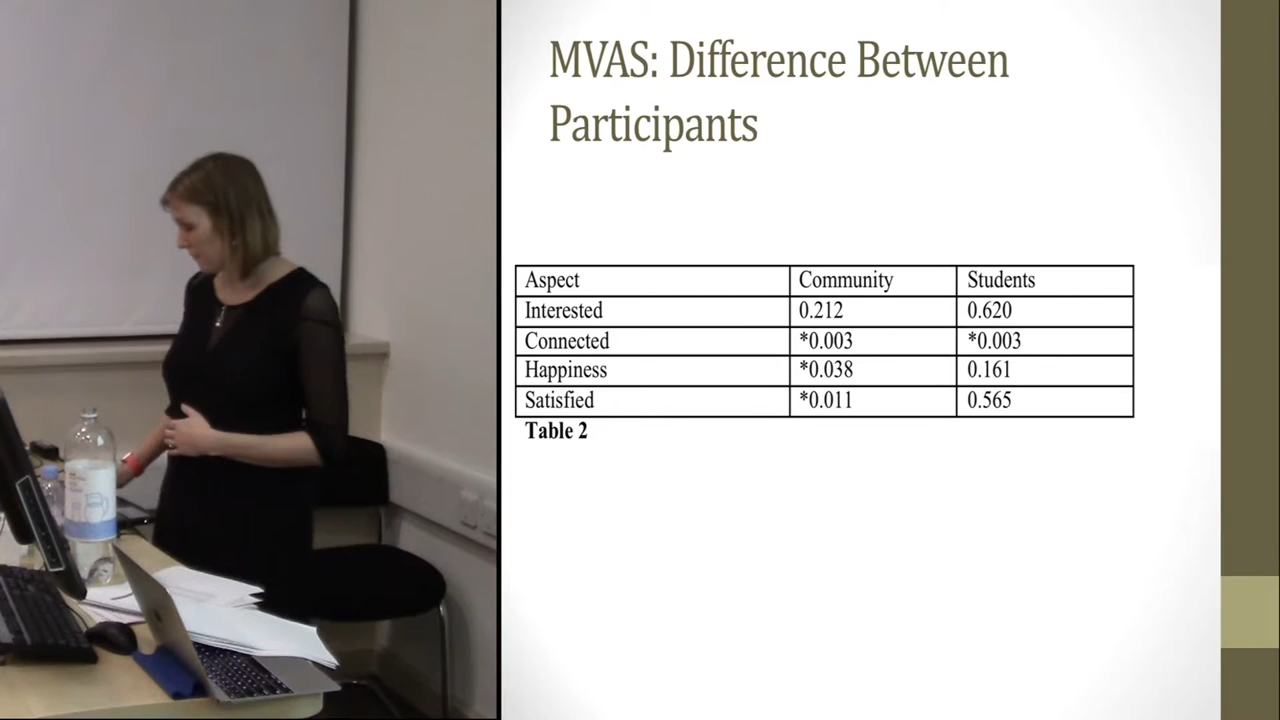 MVAS: Difference Between
Participants
Aspect Community Students
Interested 0.212 0.620
Connected *0.003 *0.003
Happiness *0.038 0.161
Satisfied *0.011 0.565
Table 2